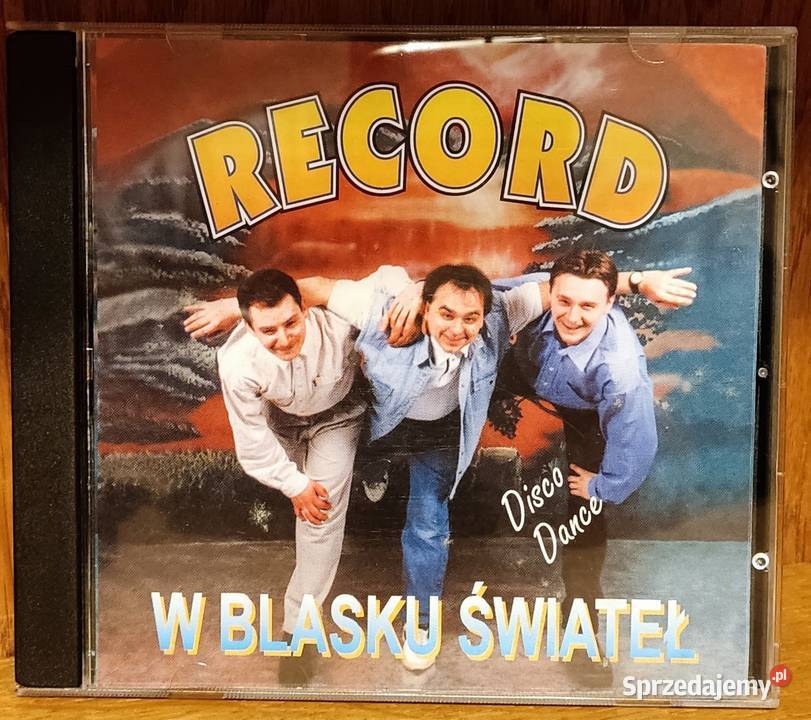 RECORD
Disco
Dance
W BLASKU ŚWIATEŁ
Sprzedajemy.pl